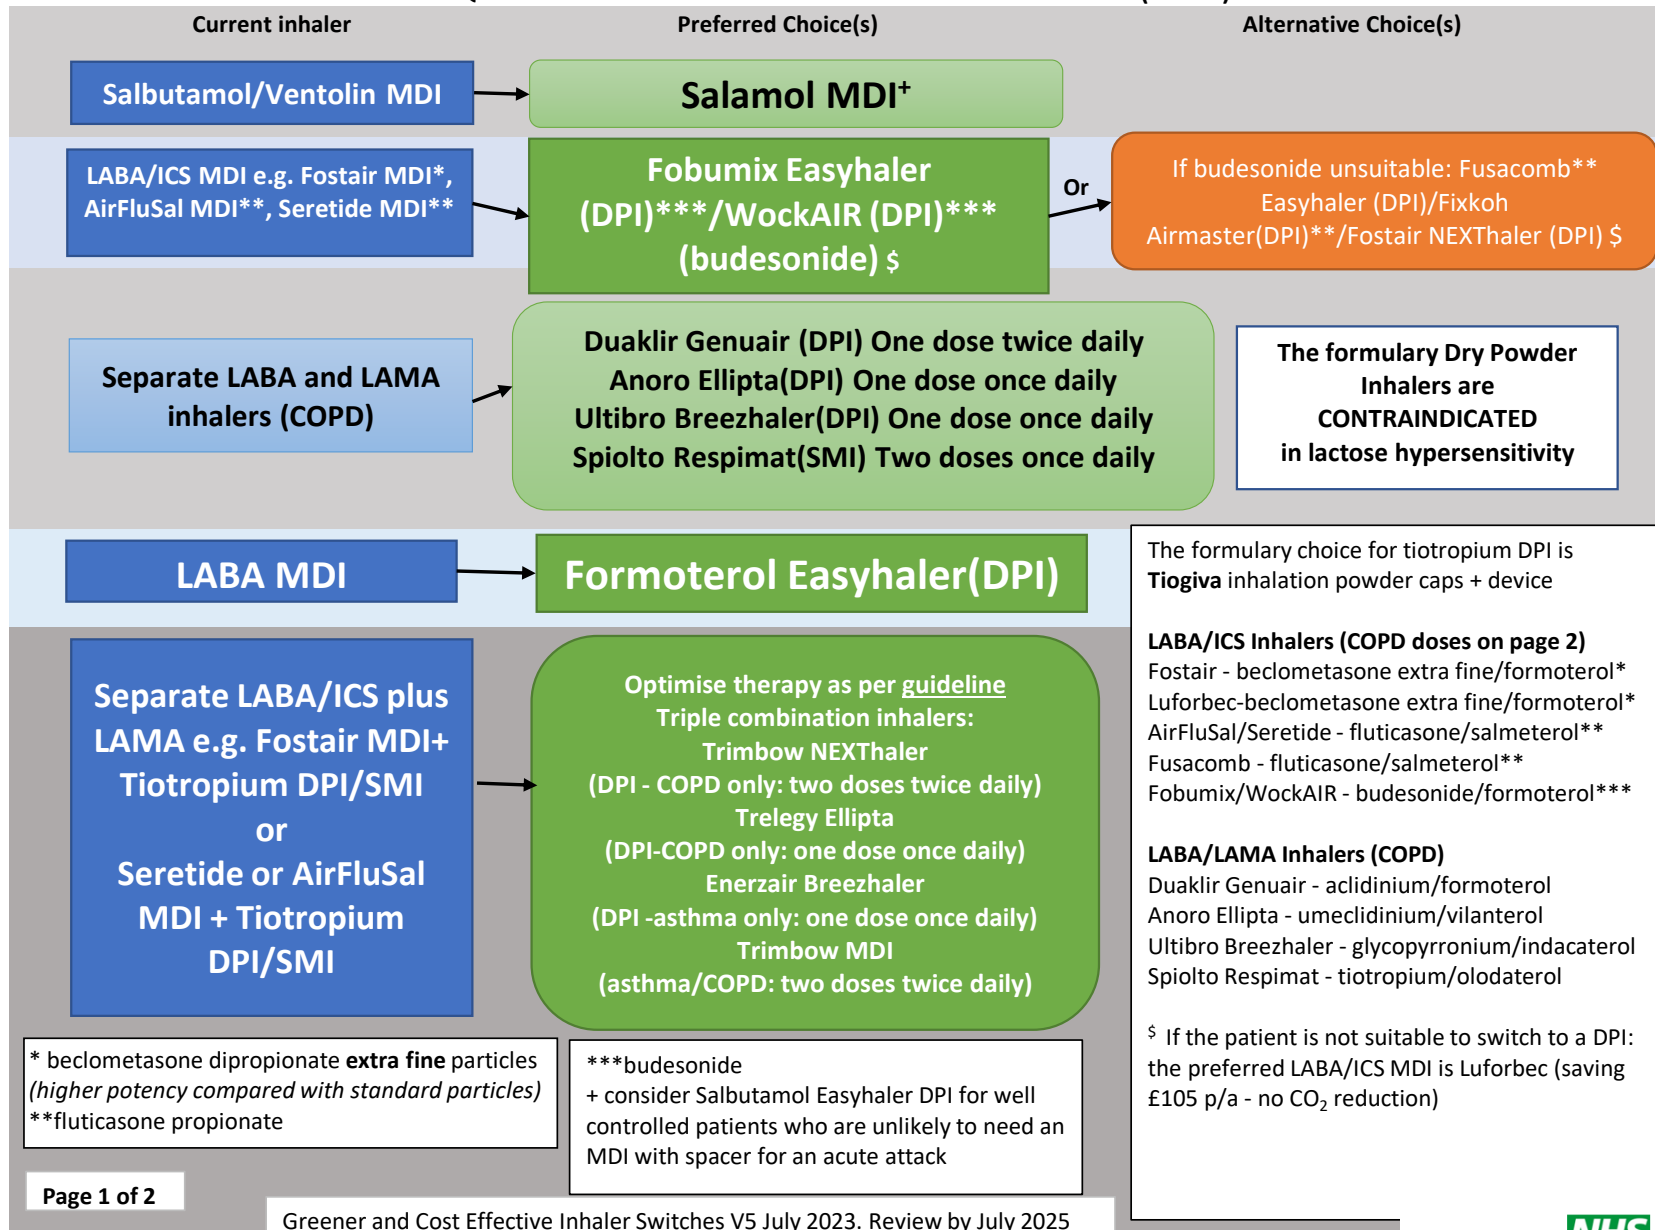 Current inhaler
Preferred Choice(s)
Alternative Choice(s)
Salbutamol/Ventolin MDI
Salamol MDI+
LABA/ICS MDI e.g. Fostair MDI*,
AirFluSal MDI**, Seretide MDI**
Fobumix Easyhaler
(DPI)***/WockAIR (DPI)***
(budesonide) $
Or
If budesonide unsuitable: Fusacomb**
Easyhaler (DPI)/Fixkoh
Airmaster(DPI)**/Fostair NEXThaler (DPI) $
Separate LABA and LAMA
inhalers (COPD)
Duaklir Genuair (DPI) One dose twice daily
Anoro Ellipta(DPI) One dose once daily
Ultibro Breezhaler(DPI) One dose once daily
Spiolto Respimat(SMI) Two doses once daily
The formulary Dry Powder
Inhalers are
CONTRAINDICATED
in lactose hypersensitivity
LABA MDI
Formoterol Easyhaler(DPI)
Separate LABA/ICS plus
LAMA e.g. Fostair MDI+
Tiotropium DPI/SMI
or
Seretide or AirFluSal
MDI + Tiotropium
DPI/SMI
Optimise therapy as per guideline
Triple combination inhalers:
Trimbow NEXThaler
(DPI - COPD only: two doses twice daily)
Trelegy Ellipta
(DPI-COPD only: one dose once daily)
Enerzair Breezhaler
(DPI -asthma only: one dose once daily)
Trimbow MDI
(asthma/COPD: two doses twice daily)
The formulary choice for tiotropium DPI is
Tiogiva inhalation powder caps + device
LABA/ICS Inhalers (COPD doses on page 2)
Fostair - beclometasone extra fine/formoterol*
Luforbec-beclometasone extra fine/formoterol*
AirFluSal/Seretide - fluticasone/salmeterol**
Fusacomb - fluticasone/salmeterol**
Fobumix/WockAIR - budesonide/formoterol***
LABA/LAMA Inhalers (COPD)
Duaklir Genuair - aclidinium/formoterol
Anoro Ellipta - umeclidinium/vilanterol
Ultibro Breezhaler - glycopyrronium/indacaterol
Spiolto Respimat - tiotropium/olodaterol
$ If the patient is not suitable to switch to a DPI:
the preferred LABA/ICS MDI is Luforbec (saving
£105 p/a - no CO2 reduction)
* beclometasone dipropionate extra fine particles
(higher potency compared with standard particles)
**fluticasone propionate
***budesonide
+ consider Salbutamol Easyhaler DPI for well
controlled patients who are unlikely to need an
MDI with spacer for an acute attack
Page 1 of 2
Greener and Cost Effective Inhaler Switches V5 July 2023. Review by July 2025
NHS